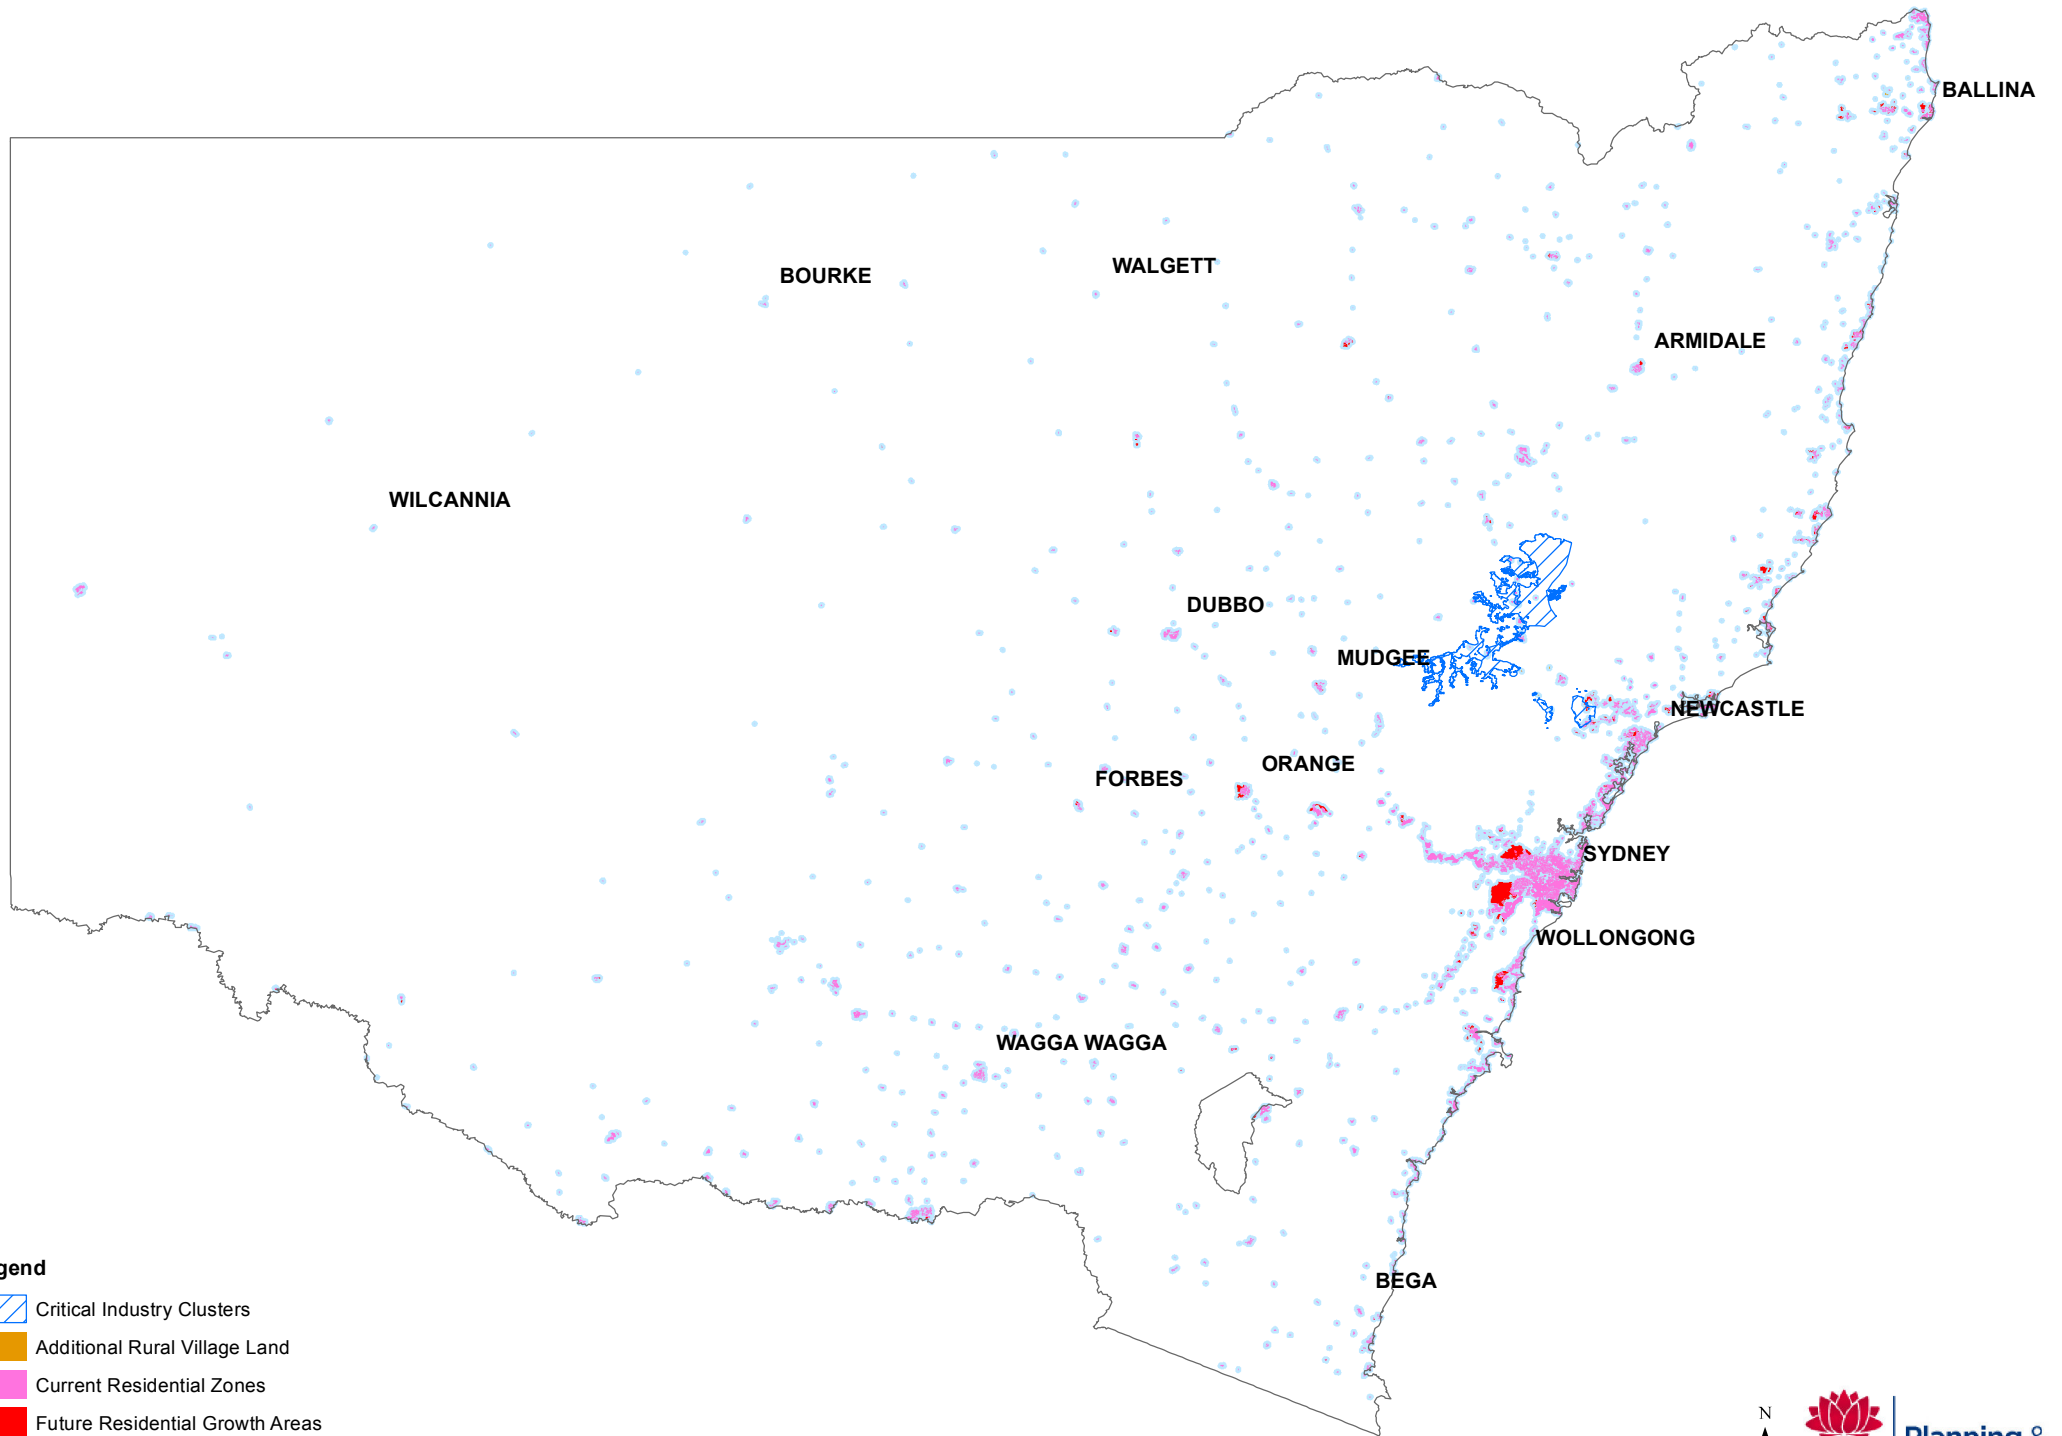 BALLINA
BOURKE
WALGETT
ARMIDALE
WILCANNIA
DUBBO
MUDGEE
NEWCASTLE
FORBES
ORANGE
SYDNEY
WOLLONGONG
WAGGA WAGGA
BEGA
gend
Critical Industry Clusters
Additional Rural Village Land
Current Residential Zones
Future Residential Growth Areas
N
Planning &